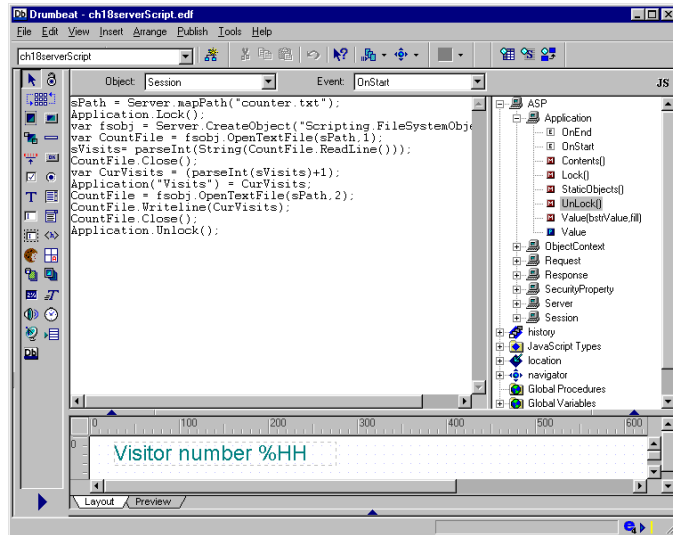 Db Drumbeat - ch18serverScript.edf
File Edit View Insert Arrange Publish Tools Help
ch18serverScript
Object: Session Event: OnStart JS
sPath = Server.mapPath("counter.txt");
Application.Lock();
var fsobj = Server.CreateObject("Scripting.FileSystemObje
var CountFile = fsobj.OpenTextFile(sPath,1);
sVisits= parseInt(String(CountFile.ReadLine()));
CountFile.Close();
var CurVisits = (parseInt(sVisits)+1);
Application("Visits") = CurVisits;
CountFile = fsobj.OpenTextFile(sPath,2);
CountFile.Writeline(CurVisits);
CountFile.Close();
Application.Unlock();
ASP
Application
OnEnd
OnStart
Contents()
Lock()
StaticObjects()
UnLock()
Value(bstrValue,fill)
Value
ObjectContext
Request
Response
SecurityProperty
Server
Session
history
JavaScript Types
location
navigator
Global Procedures
Global Variables
0 100 200 300 400 500 600
0
Visitor number %HH
Layout Preview